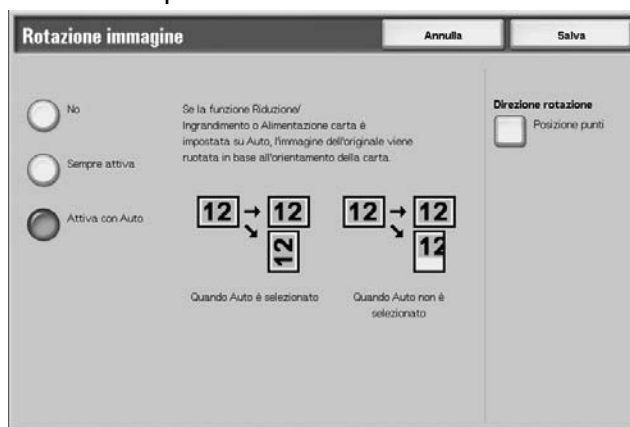 Rotazione immagine
Annulla
Salva
No
Sempre attiva
Attiva con Auto
Se la funzione Riduzione/
Ingrandimento o Alimentazione carta è
impostata su Auto, l'immagine dell'originale viene
ruotata in base all'orientamento della carta.
12 → 12
12
Quando Auto è selezionato
12 → 12
12
Quando Auto non è
selezionato
Direzione rotazione
Posizione punti